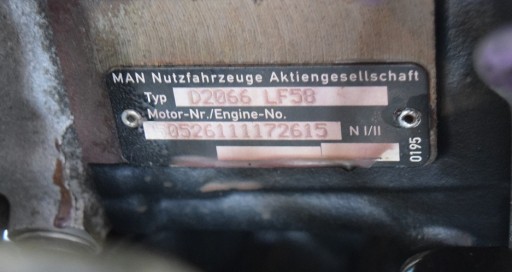 MAN Nutzfahrzeuge Aktiengesellschaft
Typ D2066 LF58
Motor-Nr./Engine-No.
0526111172615 N I/II
0195